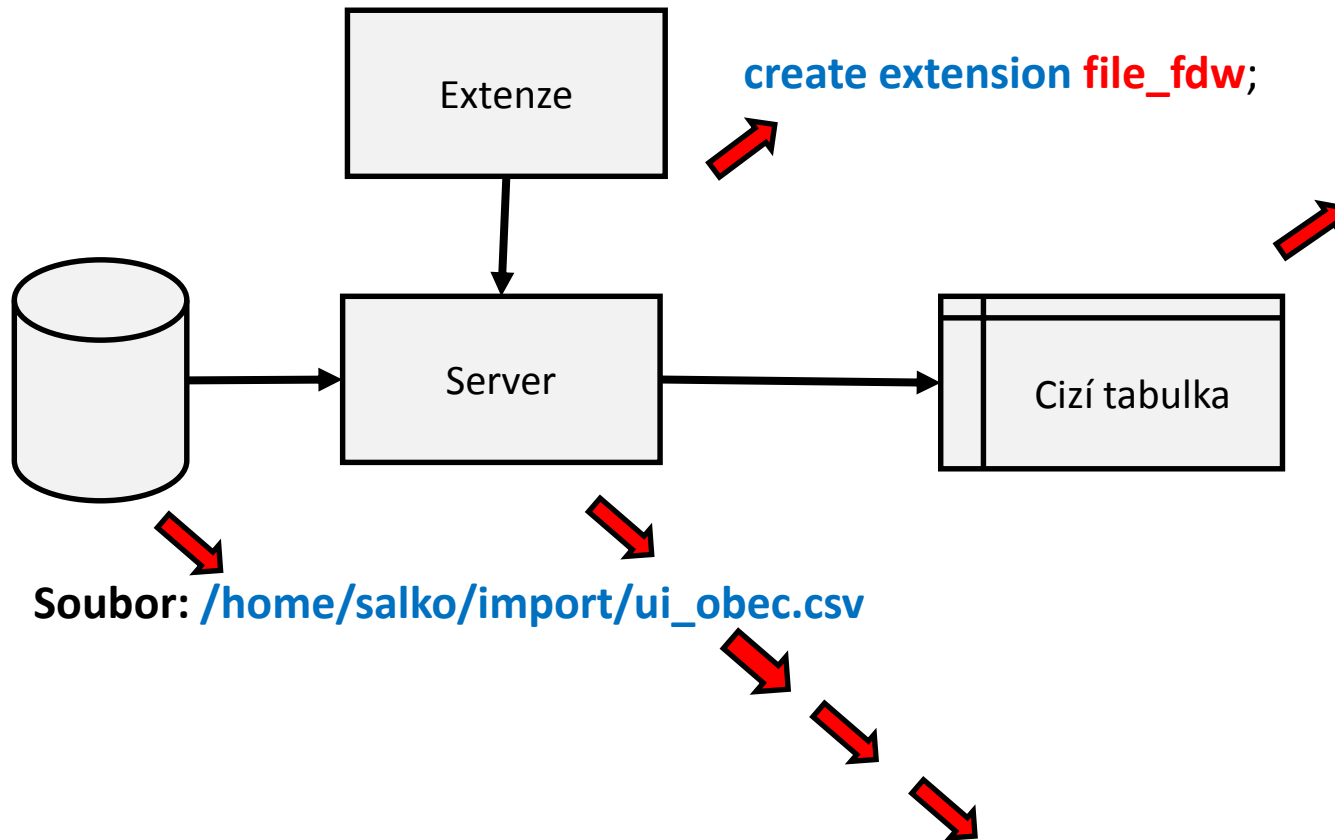 Extenze
create extension file_fdw;
Server
Cizí tabulka
Soubor: /home/salko/import/ui_obec.csv